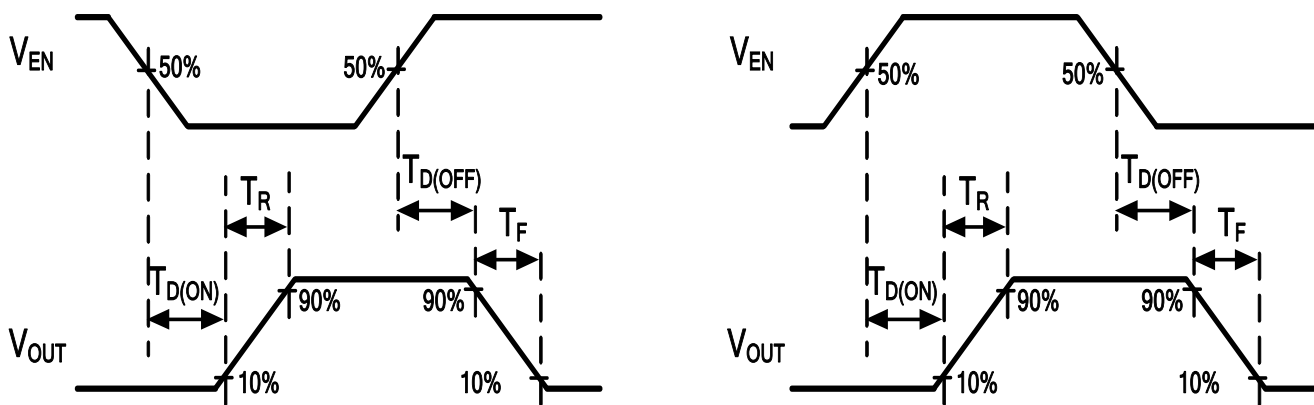 V_EN 50% 50%
T_R T_D(OFF) T_F
T_D(ON)
90% 90%
V_OUT
10% 10%
V_EN 50% 50%
T_R T_D(OFF) T_F
T_D(ON)
90% 90%
V_OUT
10% 10%